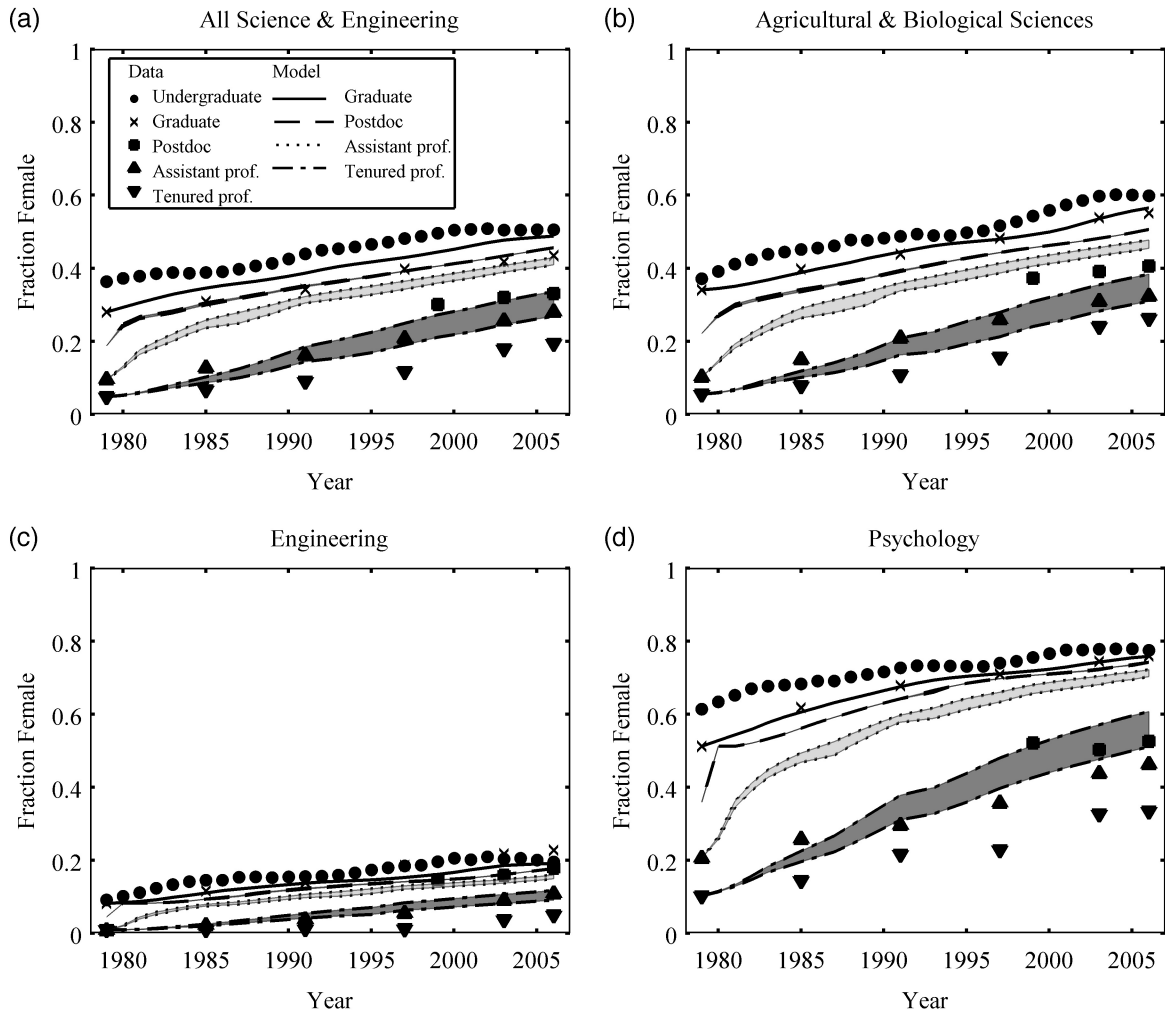 (a)
All Science & Engineering
1
0.8
0.6
0.4
0.2
0
Fraction Female
Data
Model
Undergraduate
Graduate
Postdoc
Assistant prof.
Tenured prof.
Graduate
Postdoc
Assistant prof.
Tenured prof.
1980 1985 1990 1995 2000 2005
Year
(b)
Agricultural & Biological Sciences
1
0.8
0.6
0.4
0.2
0
Fraction Female
1980 1985 1990 1995 2000 2005
Year
(c)
Engineering
1
0.8
0.6
0.4
0.2
0
Fraction Female
1980 1985 1990 1995 2000 2005
Year
(d)
Psychology
1
0.8
0.6
0.4
0.2
0
Fraction Female
1980 1985 1990 1995 2000 2005
Year